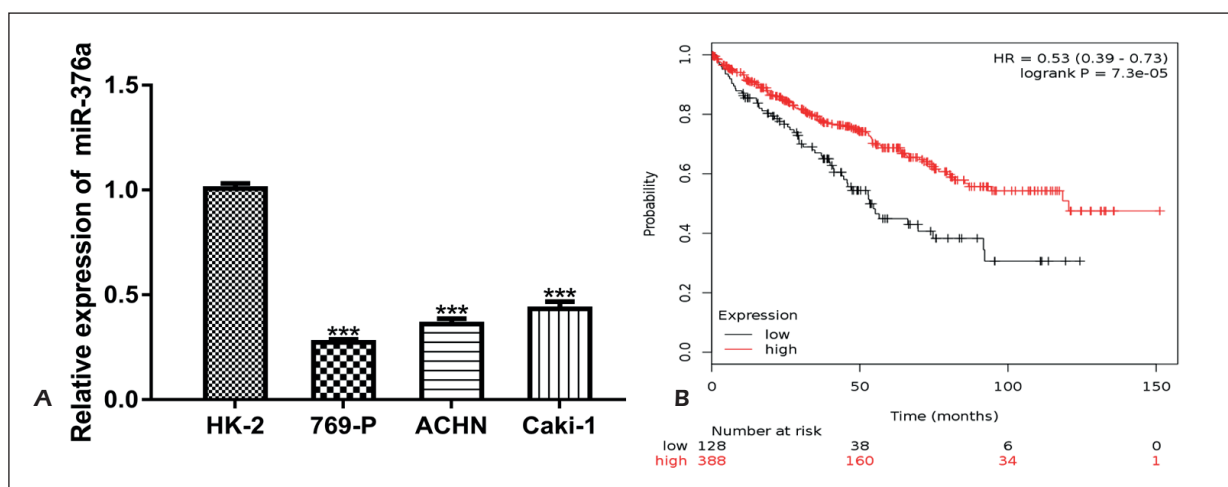 Relative expression of miR-376a
1.5
1.0
0.5
0.0
***
***
***
HK-2 769-P ACHN Caki-1
A
HR = 0.53 (0.39 - 0.73)
logrank P = 7.3e-05
Probability
1.0
0.8
0.6
0.4
0.2
0.0
Expression
low
high
0 50 100 150
Time (months)
B
Number at risk
low 128 38 6 0
high 388 160 34 1